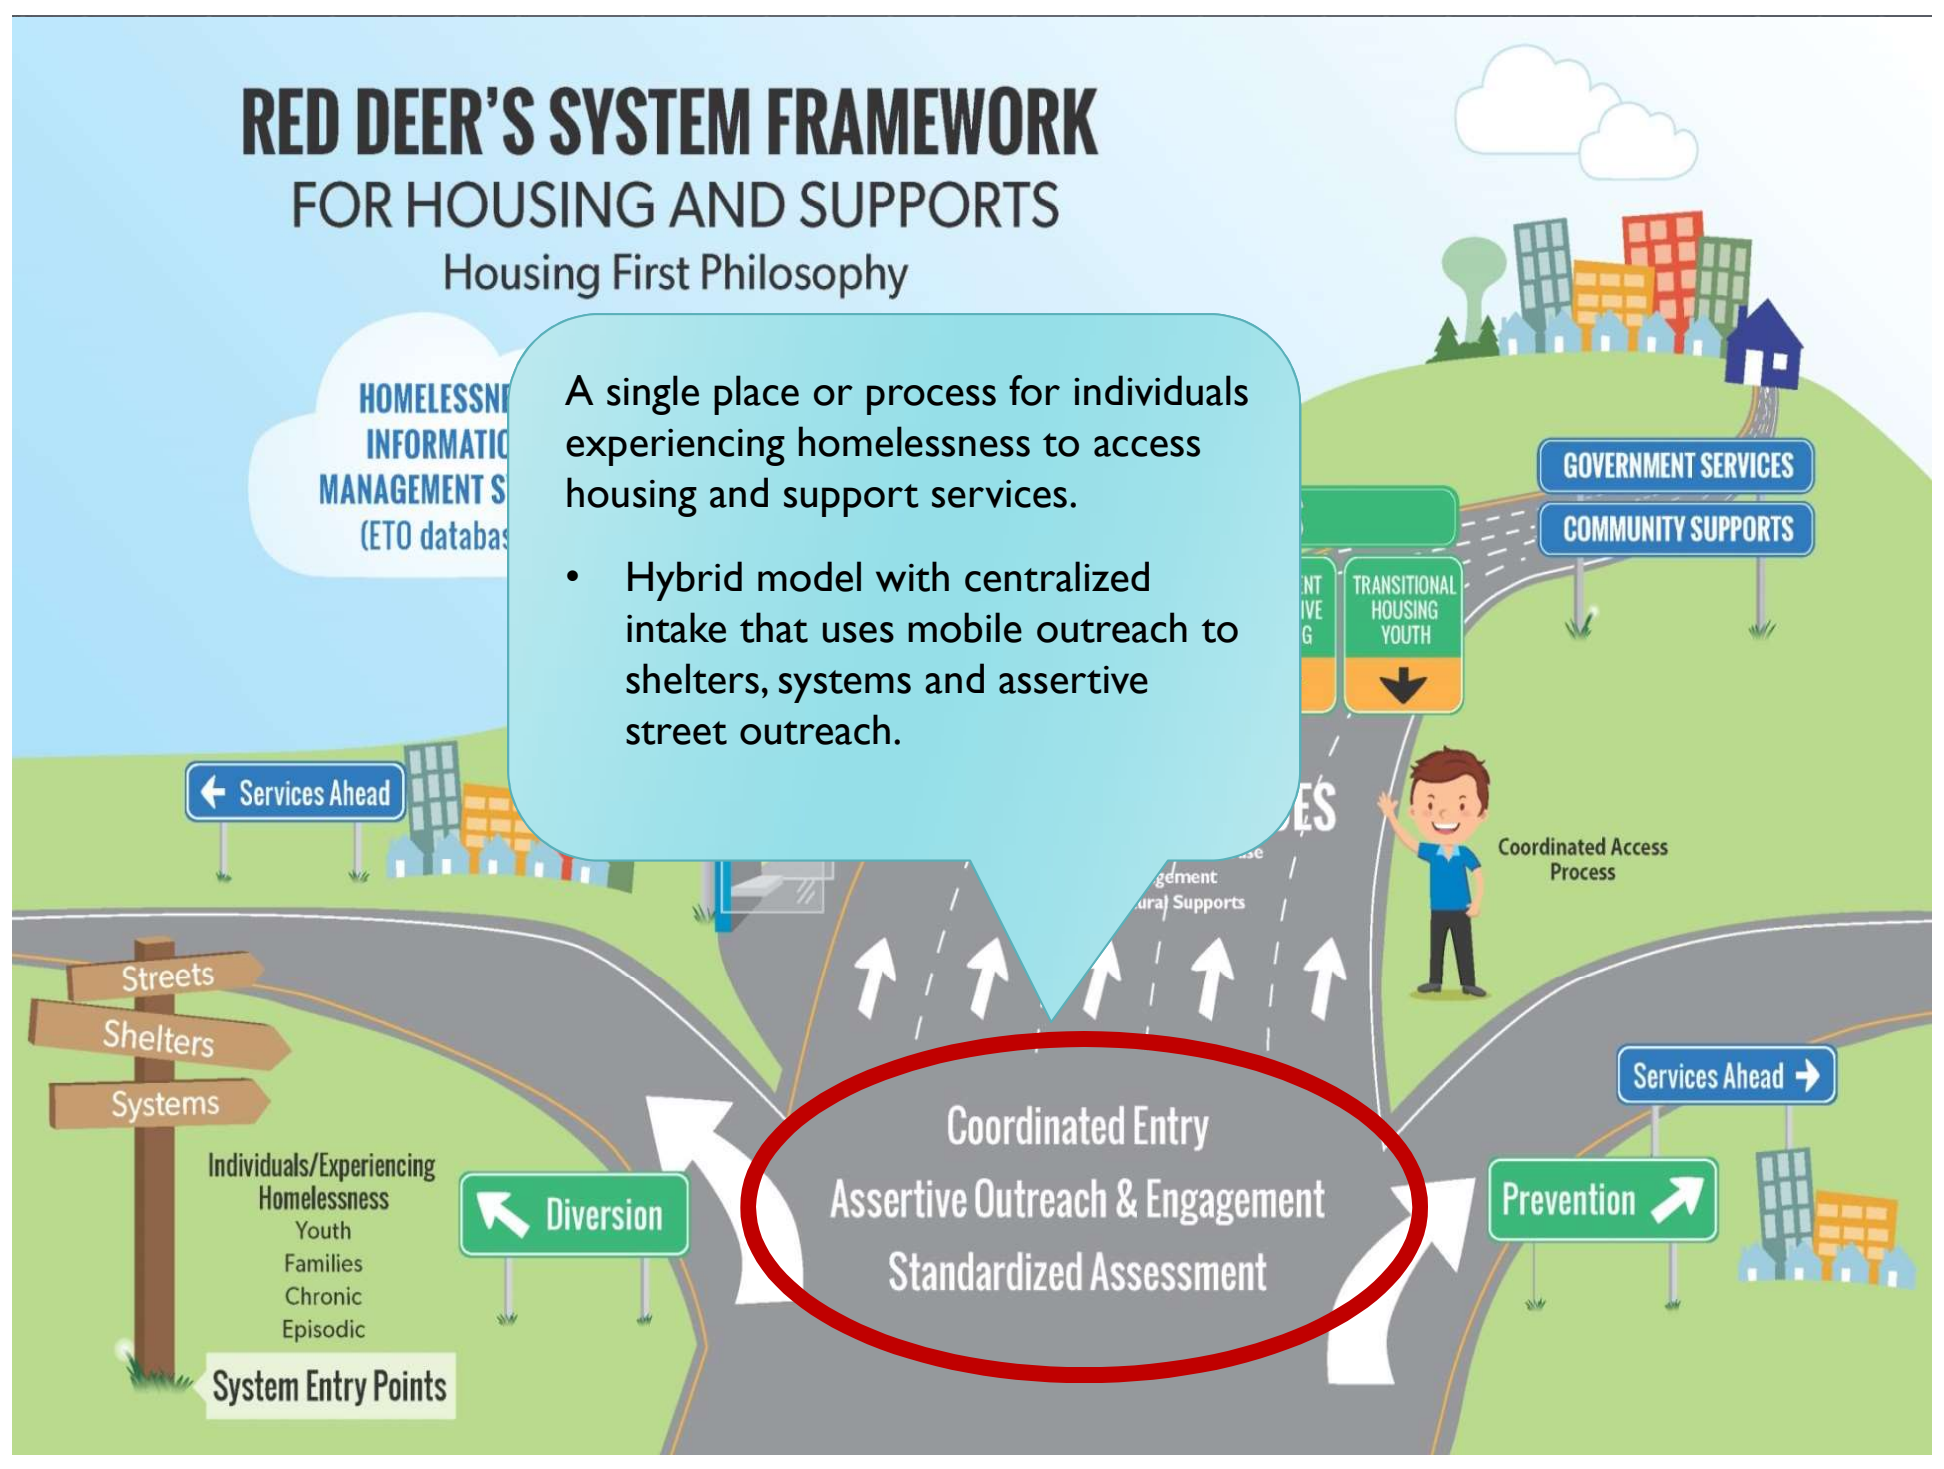 RED DEER'S SYSTEM FRAMEWORK
FOR HOUSING AND SUPPORTS
Housing First Philosophy
INFORMATIO
MANAGEMENT S
(ETO
A single place or process for individuals
experiencing homelessness to access
housing and support services.
• Hybrid model with centralized
intake that uses mobile outreach to
shelters, systems and assertive
street outreach.
GOVERNMENT SERVICES
COMMUNITY SUPPORTS
TRANSITIONAL
HOUSING
YOUTH
Services Ahead
Supports
Coordinated Access
Process
Streets
Shelters
Systems
Individuals/Experiencing
Homelessness
Youth
Families
Chronic
Episodic
System Entry Points
Diversion
Coordinated Entry
Assertive Outreach & Engagement
Standardized Assessment
Services Ahead
Prevention